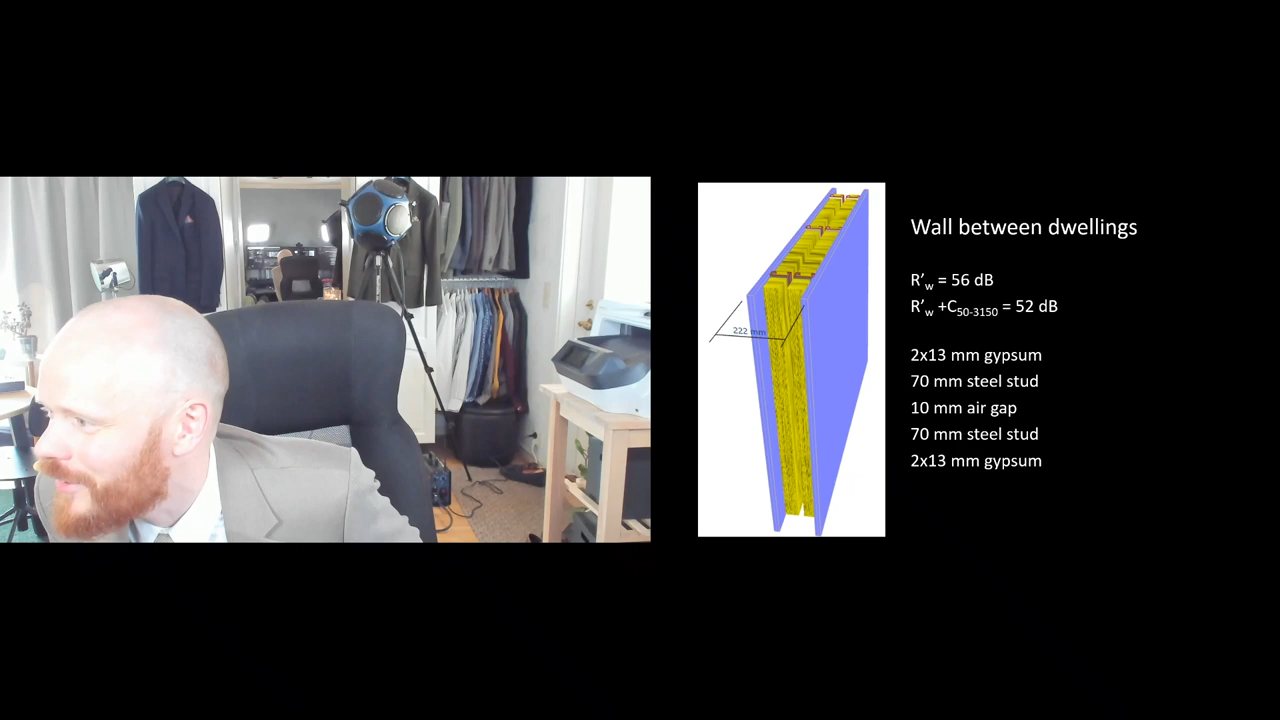 222 mm
Wall between dwellings
R’w = 56 dB
R’w +C50-3150 = 52 dB
2x13 mm gypsum
70 mm steel stud
10 mm air gap
70 mm steel stud
2x13 mm gypsum